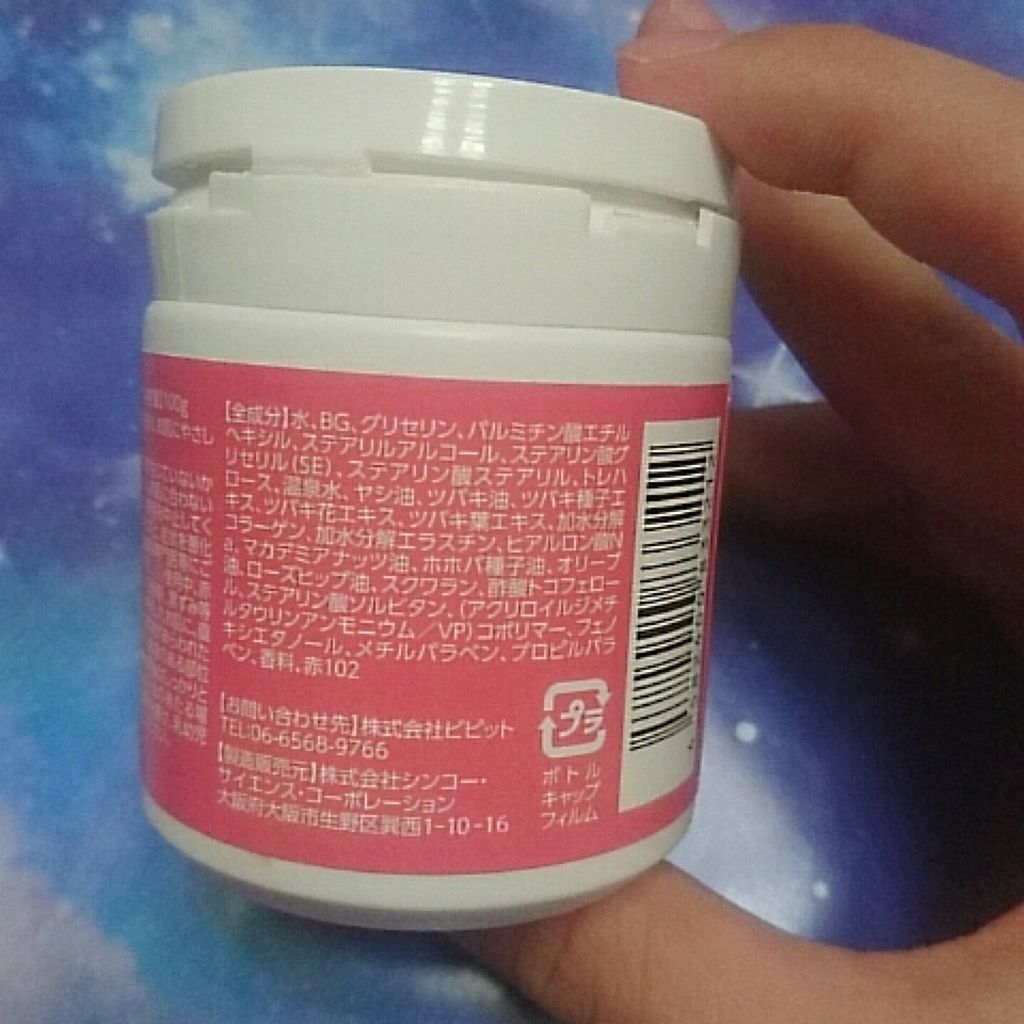 100g
【全成分】水、BG、グリセリン、パルミチン酸エチル
ヘキシル、ステアリルアルコール、ステアリン酸グ
リセリル(SE)、ステアリン酸ステアリル、トレハ
ロース、温泉水、ヤシ油、ツバキ油、ツバキ種子エ
キス、ツバキ花エキス、ツバキ葉エキス、加水分解
コラーゲン、加水分解エラスチン、ヒアルロン酸N
a、マカデミアナッツ油、ホホバ種子油、オリーブ
油、ローズヒップ油、スクワラン、酢酸トコフェロー
ル、ステアリン酸ソルビタン、(アクリロイルジメチ
ルタウリンアンモニウム/VP)コポリマー、フェノ
キシエタノール、メチルパラベン、プロピルパラ
ベン、香料、赤102
【お問い合わせ先】株式会社ビピット
TEL:06-6568-9766
【製造販売元】株式会社シンコー・
サイエンス・コーポレーション
大阪府大阪市生野区巽西1-10-16
プラ
ボトル
キャップ
フィルム